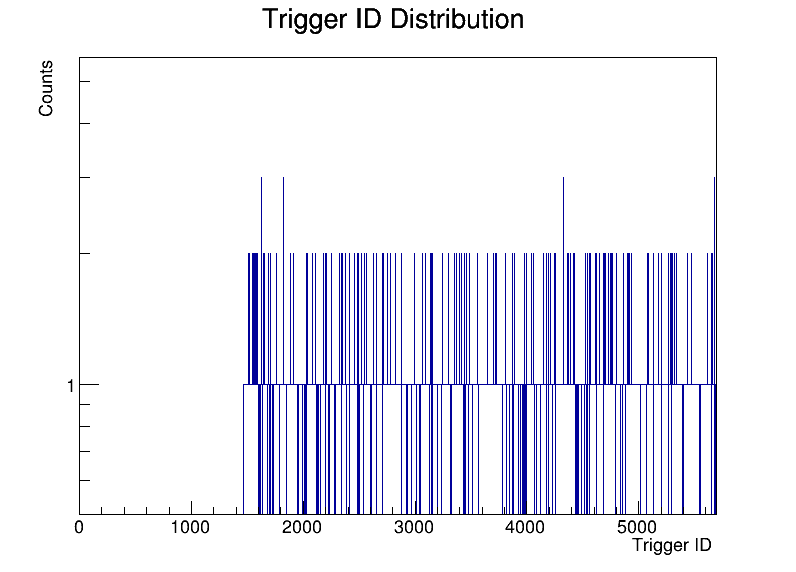 Trigger ID Distribution
Counts
1
0 1000 2000 3000 4000 5000
Trigger ID